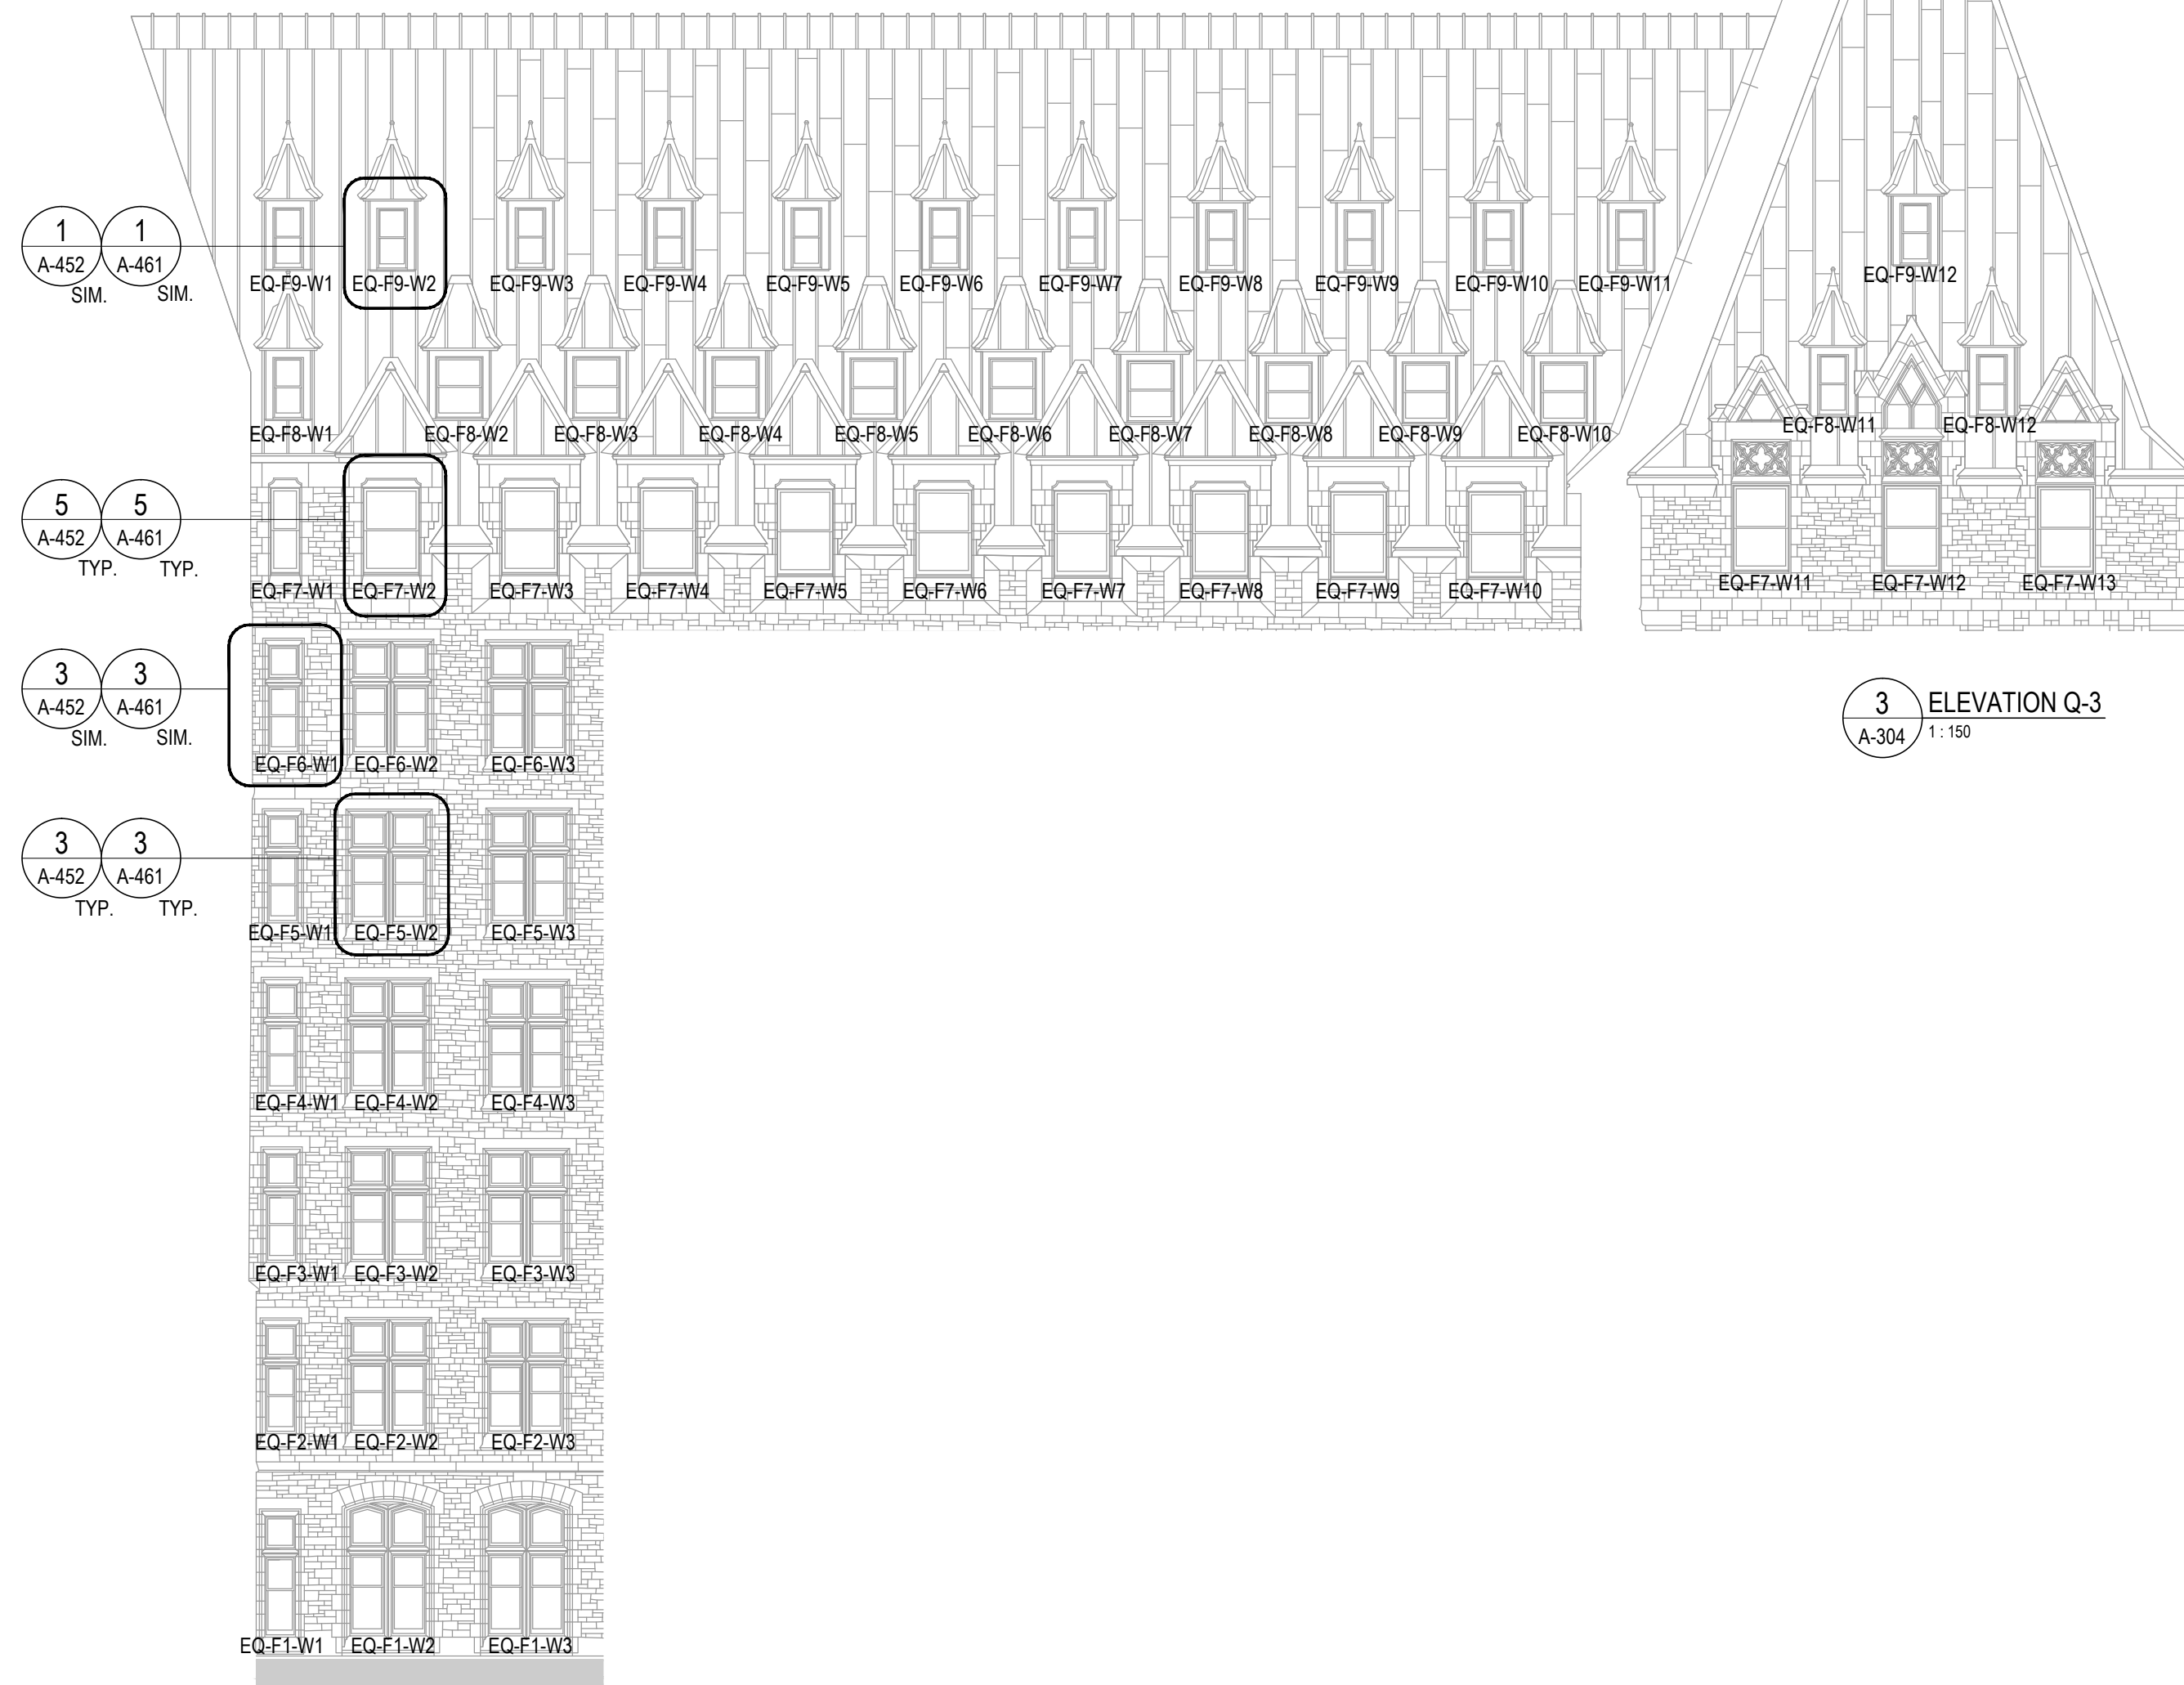 1 1
A-452 A-461
SIM. SIM.
EQ-F9-W1 EQ-F9-W2 EQ-F9-W3 EQ-F9-W4 EQ-F9-W5 EQ-F9-W6 EQ-F9-W7 EQ-F9-W8 EQ-F9-W9 EQ-F9-W10 EQ-F9-W11 EQ-F9-W12
EQ-F8-W1 EQ-F8-W2 EQ-F8-W3 EQ-F8-W4 EQ-F8-W5 EQ-F8-W6 EQ-F8-W7 EQ-F8-W8 EQ-F8-W9 EQ-F8-W10 EQ-F8-W11 EQ-F8-W12
5 5
A-452 A-461
TYP. TYP.
EQ-F7-W1 EQ-F7-W2 EQ-F7-W3 EQ-F7-W4 EQ-F7-W5 EQ-F7-W6 EQ-F7-W7 EQ-F7-W8 EQ-F7-W9 EQ-F7-W10 EQ-F7-W11 EQ-F7-W12 EQ-F7-W13
3 3
A-452 A-461
SIM. SIM.
EQ-F6-W1 EQ-F6-W2 EQ-F6-W3
3 ELEVATION Q-3
A-304 1 : 150
3 3
A-452 A-461
TYP. TYP.
EQ-F5-W1 EQ-F5-W2 EQ-F5-W3
EQ-F4-W1 EQ-F4-W2 EQ-F4-W3
EQ-F3-W1 EQ-F3-W2 EQ-F3-W3
EQ-F2-W1 EQ-F2-W2 EQ-F2-W3
EQ-F1-W1 EQ-F1-W2 EQ-F1-W3